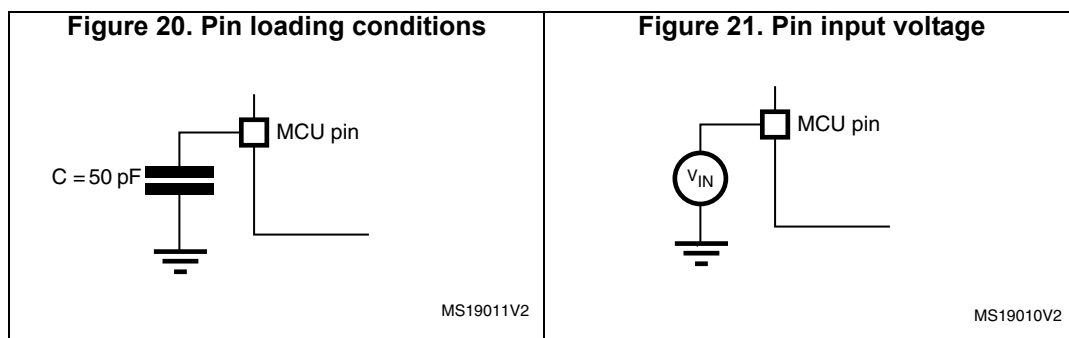 Figure 20. Pin loading conditions
MCU pin
C = 50 pF
MS19011V2
Figure 21. Pin input voltage
MCU pin
VIN
MS19010V2